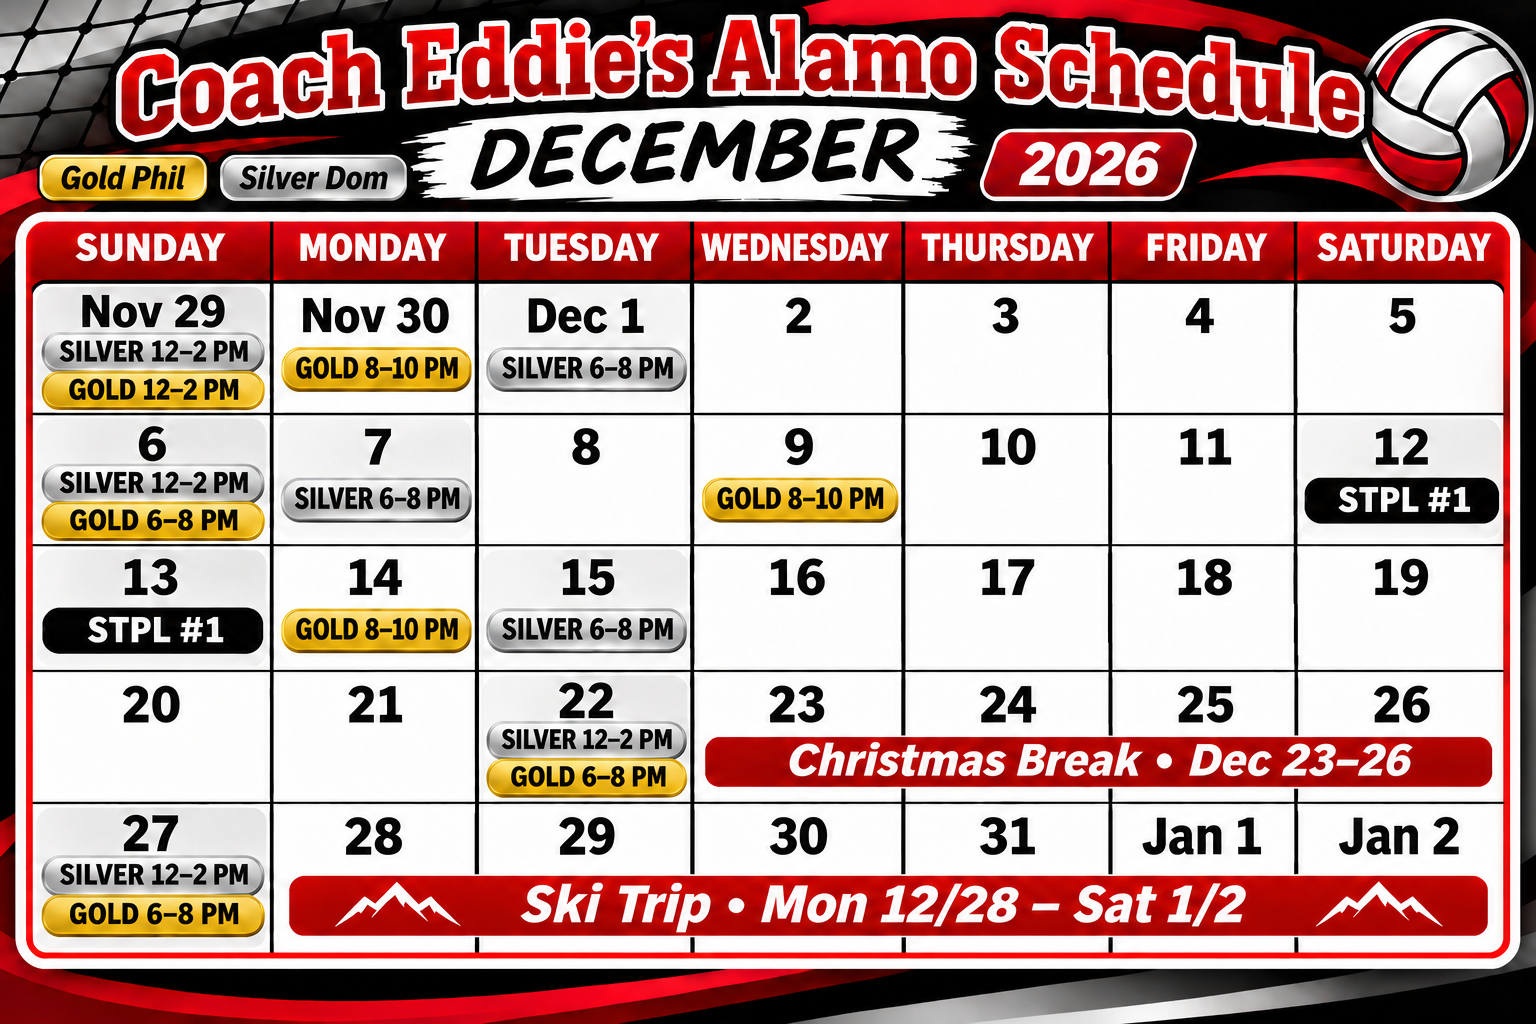 Coach Eddie's Alamo Schedule
DECEMBER
2026
Gold Phil
Silver Dom
SUNDAY MONDAY TUESDAY WEDNESDAY THURSDAY FRIDAY SATURDAY
Nov 29
SILVER 12–2 PM
GOLD 12–2 PM
Nov 30
GOLD 8–10 PM
Dec 1
SILVER 6–8 PM
2
3
4
5
6
SILVER 12–2 PM
GOLD 6–8 PM
7
SILVER 6–8 PM
8
9
GOLD 8–10 PM
10
11
12
STPL #1
13
STPL #1
14
GOLD 8–10 PM
15
SILVER 6–8 PM
16
17
18
19
20
21
22
SILVER 12–2 PM
GOLD 6–8 PM
23
24
25
26
Christmas Break • Dec 23–26
27
SILVER 12–2 PM
GOLD 6–8 PM
28
29
30
31
Jan 1
Jan 2
Ski Trip • Mon 12/28 – Sat 1/2